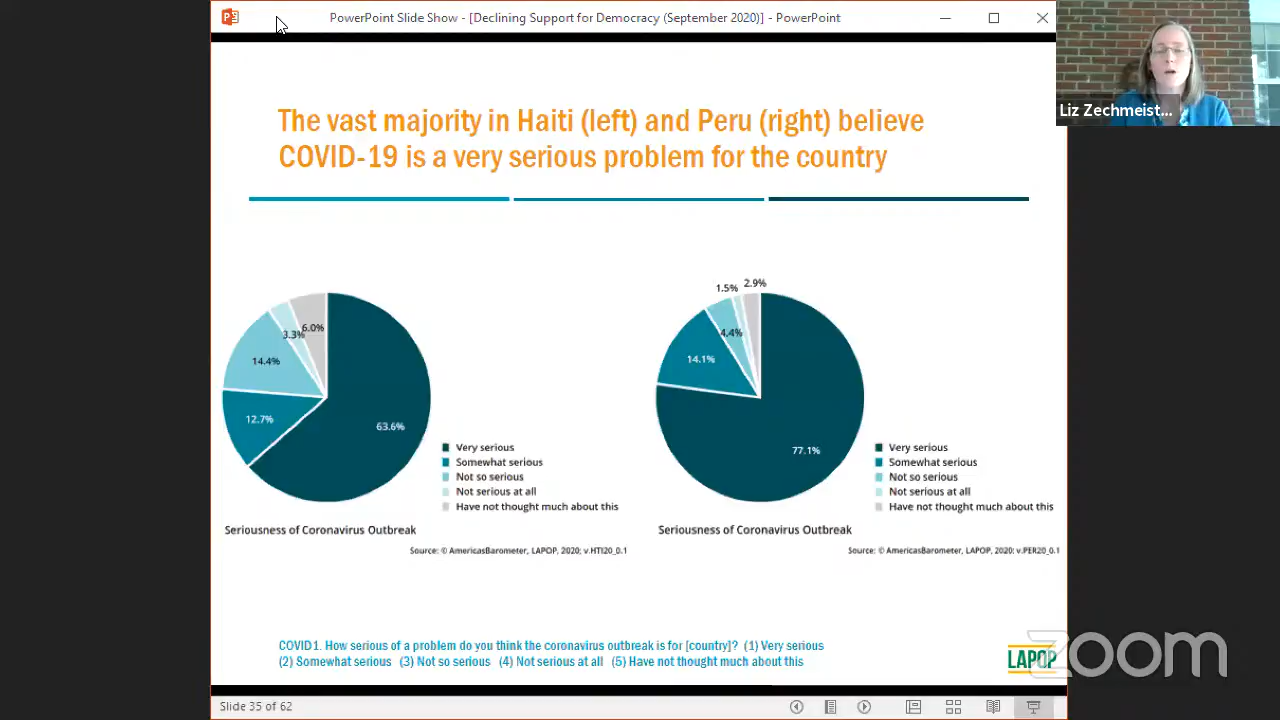 PowerPoint Slide Show - [Declining Support for Democracy (September 2020)] - PowerPoint
Liz Zechmeist...
The vast majority in Haiti (left) and Peru (right) believe
COVID-19 is a very serious problem for the country
6.0%
3.3%
14.4%
12.7%
63.6%
Very serious
Somewhat serious
Not so serious
Not serious at all
Have not thought much about this
Seriousness of Coronavirus Outbreak
Source: © AmericasBarometer, LAPOP, 2020; v.HTI20_0.1
2.9%
1.5%
4.4%
14.1%
77.1%
Very serious
Somewhat serious
Not so serious
Not serious at all
Have not thought much about this
Seriousness of Coronavirus Outbreak
Source: © AmericasBarometer, LAPOP, 2020; v.PER20_0.1
COVID1. How serious of a problem do you think the coronavirus outbreak is for [country]? (1) Very serious
(2) Somewhat serious (3) Not so serious (4) Not serious at all (5) Have not thought much about this
LAPOP
zoom
Slide 35 of 62